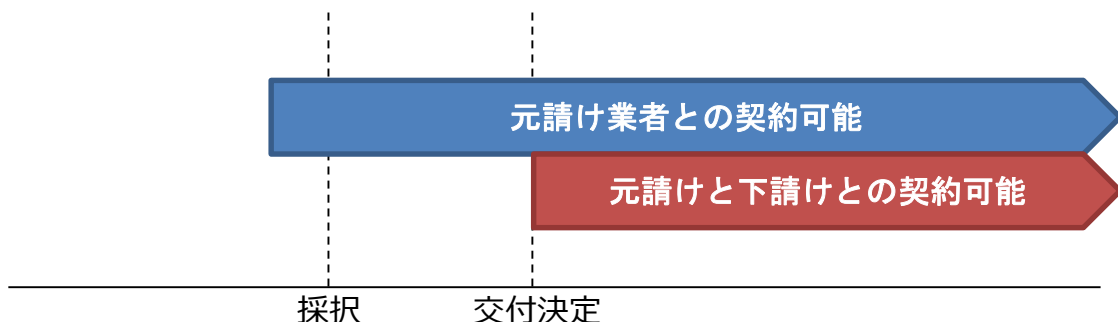 元請け業者との契約可能
元請けと下請けとの契約可能
採択
交付決定